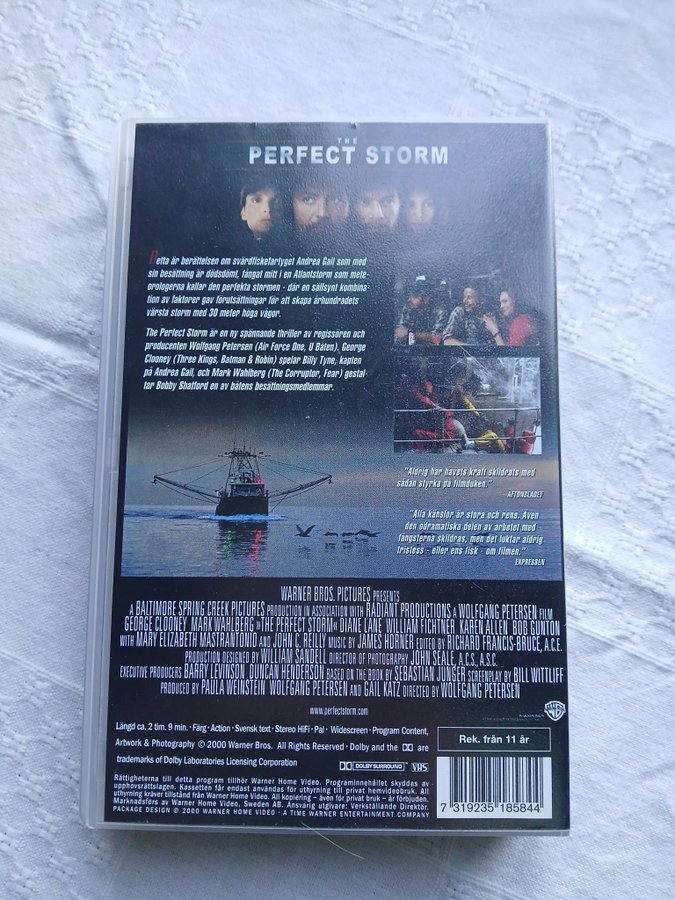 THE
PERFECT STORM
Detta är berättelsen om svärdfiskefartyget Andrea Gail som med
sin besättning är dödsdömt, fångat mitt i en Atlantstorm som mete-
orologerna kallar den perfekta stormen - där en sällsynt kombina-
tion av faktorer gav förutsättningar för att skapa århundradets
värsta storm med 30 meter höga vågor.
The Perfect Storm är en ny spännande thriller av regissören och
producenten Wolfgang Petersen (Air Force One, U Båten). George
Clooney (Three Kings, Batman & Robin) spelar Billy Tyne, kapten
på Andrea Gail, och Mark Wahlberg (The Corruptor, Fear) gestal-
tar Bobby Shatford en av båtens besättningsmedlemmar.
"Aldrig har havets kraft skildrats med
sådan styrka på filmduken."
AFTONBLADET
"Alla känslor är stora och rena. Även
den odramatiska delen av arbetet med
fångsterna skildras, men det luktar aldrig
tristess - eller ens fisk - om filmen."
EXPRESSEN
WARNER BROS. PICTURES PRESENTS
A BALTIMORE SPRING CREEK PICTURES PRODUCTION IN ASSOCIATION WITH RADIANT PRODUCTIONS A WOLFGANG PETERSEN FILM
GEORGE CLOONEY MARK WAHLBERG »THE PERFECT STORM« DIANE LANE WILLIAM FICHTNER KAREN ALLEN BOB GUNTON
WITH MARY ELIZABETH MASTRANTONIO AND JOHN C. REILLY MUSIC BY JAMES HORNER EDITED BY RICHARD FRANCIS-BRUCE, A.C.E.
PRODUCTION DESIGNED BY WILLIAM SANDELL DIRECTOR OF PHOTOGRAPHY JOHN SEALE, A.C.S., A.S.C.
EXECUTIVE PRODUCERS BARRY LEVINSON DUNCAN HENDERSON BASED ON THE BOOK BY SEBASTIAN JUNGER SCREENPLAY BY BILL WITTLIFF
PRODUCED BY PAULA WEINSTEIN WOLFGANG PETERSEN AND GAIL KATZ DIRECTED BY WOLFGANG PETERSEN
www.perfectstorm.com
Längd ca. 2 tim. 9 min. · Färg · Action · Svensk text · Stereo HiFi · Pal · Widescreen · Program Content,
Artwork & Photography © 2000 Warner Bros. All Rights Reserved · Dolby and the DD are
trademarks of Dolby Laboratories Licensing Corporation
DOLBY SURROUND
VHS
Rek. från 11 år
Rättigheterna till detta program tillhör Warner Home Video. Programinnehållet skyddas av
upphovsrättslagen. Kassetten får endast användas för uthyrning till privat hemvideobruk. All
uthyrning kräver tillstånd från Warner Home Video. All kopiering – även för privat bruk – är förbjuden.
Marknadsförs av Warner Home Video, Sweden AB. Ansvarig utgivare: Verkställande Direktör.
PACKAGE DESIGN © 2000 WARNER HOME VIDEO · A TIME WARNER ENTERTAINMENT COMPANY
7 319235 185844